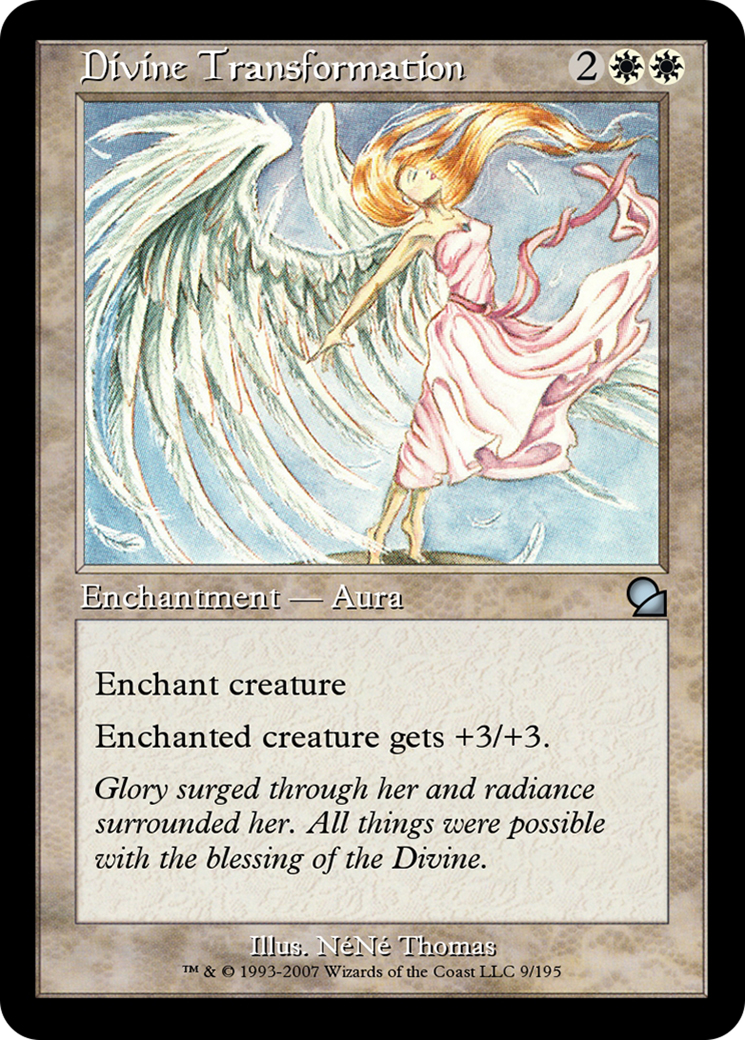 Divine Transformation 2
Enchantment — Aura
Enchant creature
Enchanted creature gets +3/+3.
Glory surged through her and radiance
surrounded her. All things were possible
with the blessing of the Divine.
Illus. NéNé Thomas
™ & © 1993-2007 Wizards of the Coast LLC 9/195